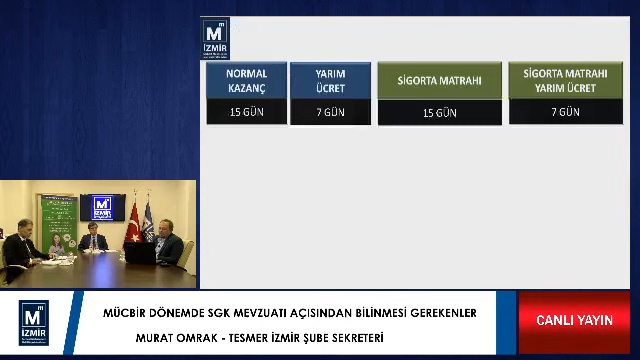 M
İZMİR
NORMAL
KAZANÇ
YARIM
ÜCRET
SİGORTA MATRAHI
SİGORTA MATRAHI
YARIM ÜCRET
15 GÜN
7 GÜN
15 GÜN
7 GÜN
M
İZMİR
M
İZMİR
MÜCBİR DÖNEMDE SGK MEVZUATI AÇISINDAN BİLİNMESİ GEREKENLER
MURAT OMRAK - TESMER İZMİR ŞUBE SEKRETERİ
CANLI YAYIN